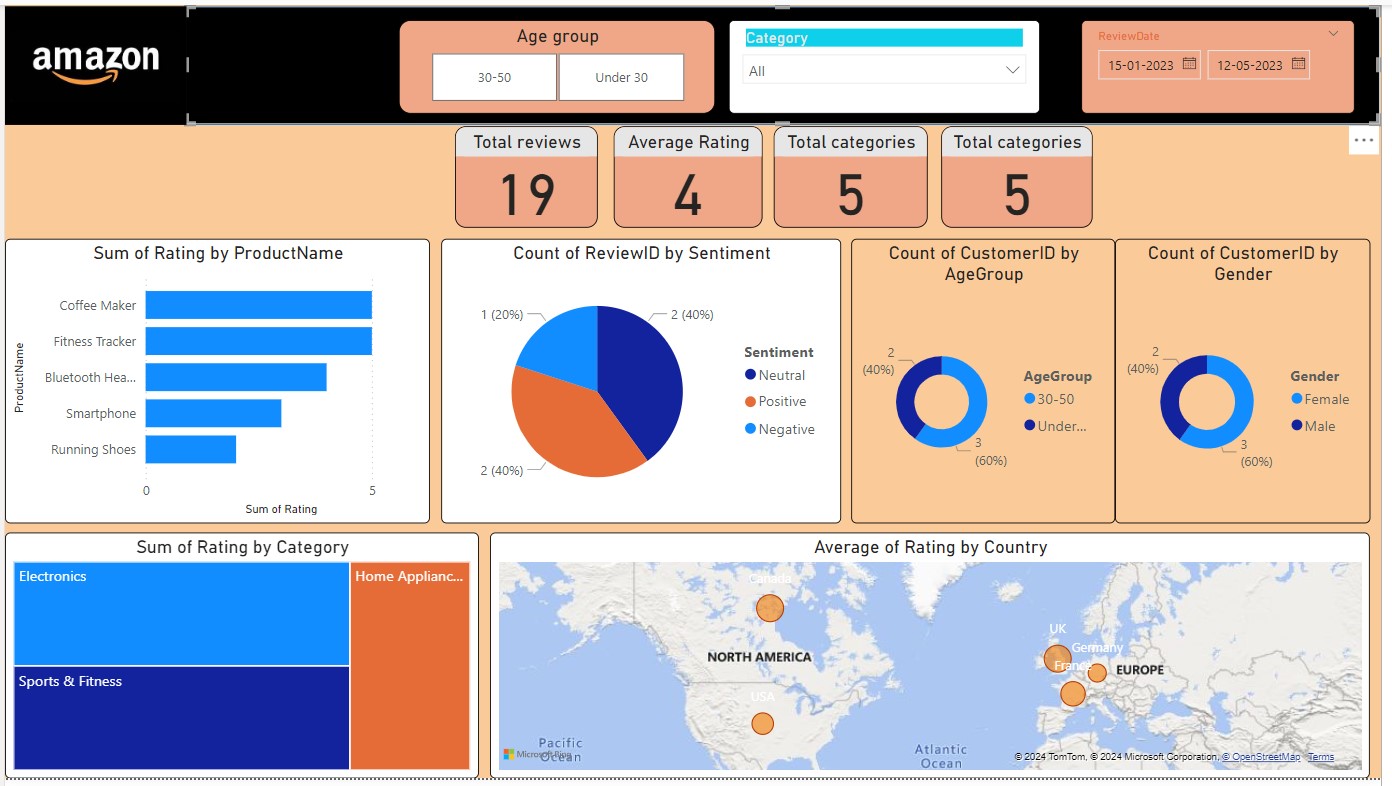 amazon
Age group
30-50
Under 30
Category
All
ReviewDate
15-01-2023
12-05-2023
Total reviews
19
Average Rating
4
Total categories
5
Total categories
5
Sum of Rating by ProductName
ProductName
Coffee Maker
Fitness Tracker
Bluetooth Hea...
Smartphone
Running Shoes
0
5
Sum of Rating
Count of ReviewID by Sentiment
1 (20%)
2 (40%)
2 (40%)
Sentiment
Neutral
Positive
Negative
Count of CustomerID by
AgeGroup
2
(40%)
3
(60%)
AgeGroup
30-50
Under...
Count of CustomerID by
Gender
2
(40%)
3
(60%)
Gender
Female
Male
Sum of Rating by Category
Electronics
Home Applianc...
Sports & Fitness
Average of Rating by Country
Canada
UK
Germany
France
NORTH AMERICA
EUROPE
USA
Pacific
Ocean
Microsoft Bing
Atlantic
Ocean
© 2024 TomTom, © 2024 Microsoft Corporation, © OpenStreetMap Terms